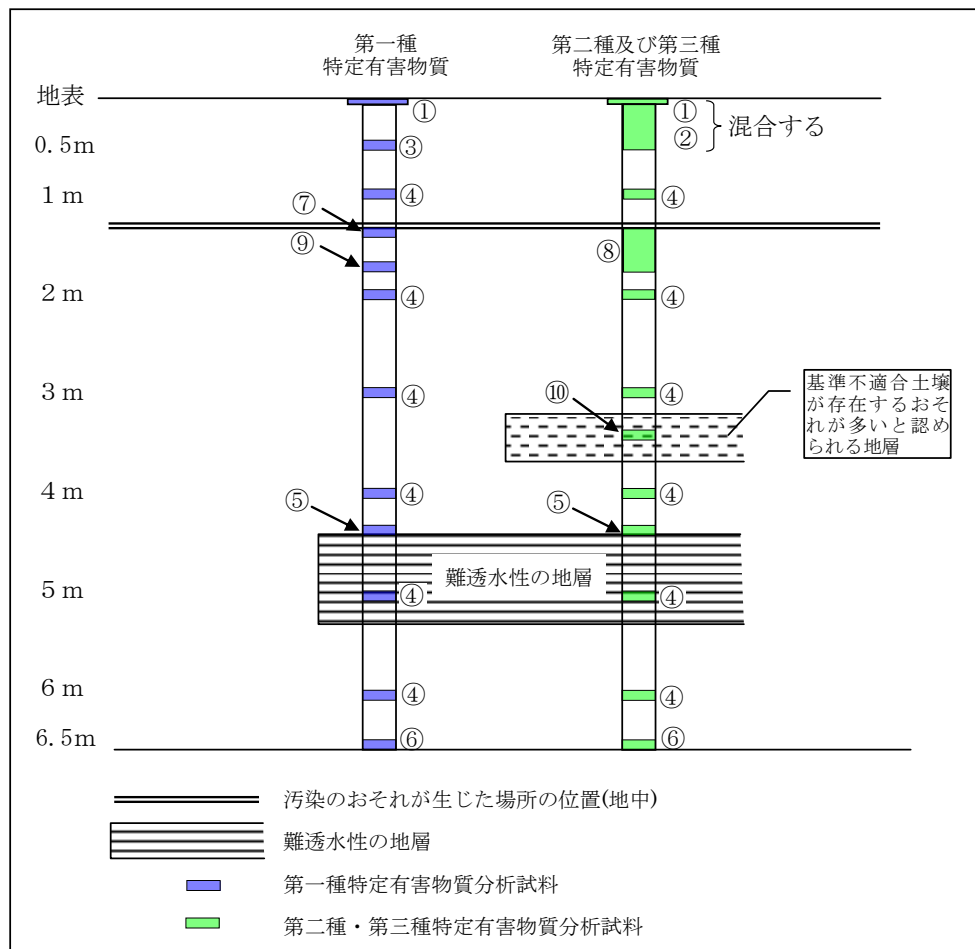 第一種
特定有害物質
第二種及び第三種
特定有害物質
地表
①
①
②
混合する
0.5m
③
1 m
④
④
⑦
⑨
⑧
2 m
④
④
3 m
④
④
⑩
基準不適合土壌
が存在するおそ
れが多いと認め
られる地層
4 m
④
④
⑤
⑤
難透水性の地層
5 m
④
④
6 m
④
④
6.5m
⑥
⑥
汚染のおそれが生じた場所の位置(地中)
難透水性の地層
第一種特定有害物質分析試料
第二種・第三種特定有害物質分析試料